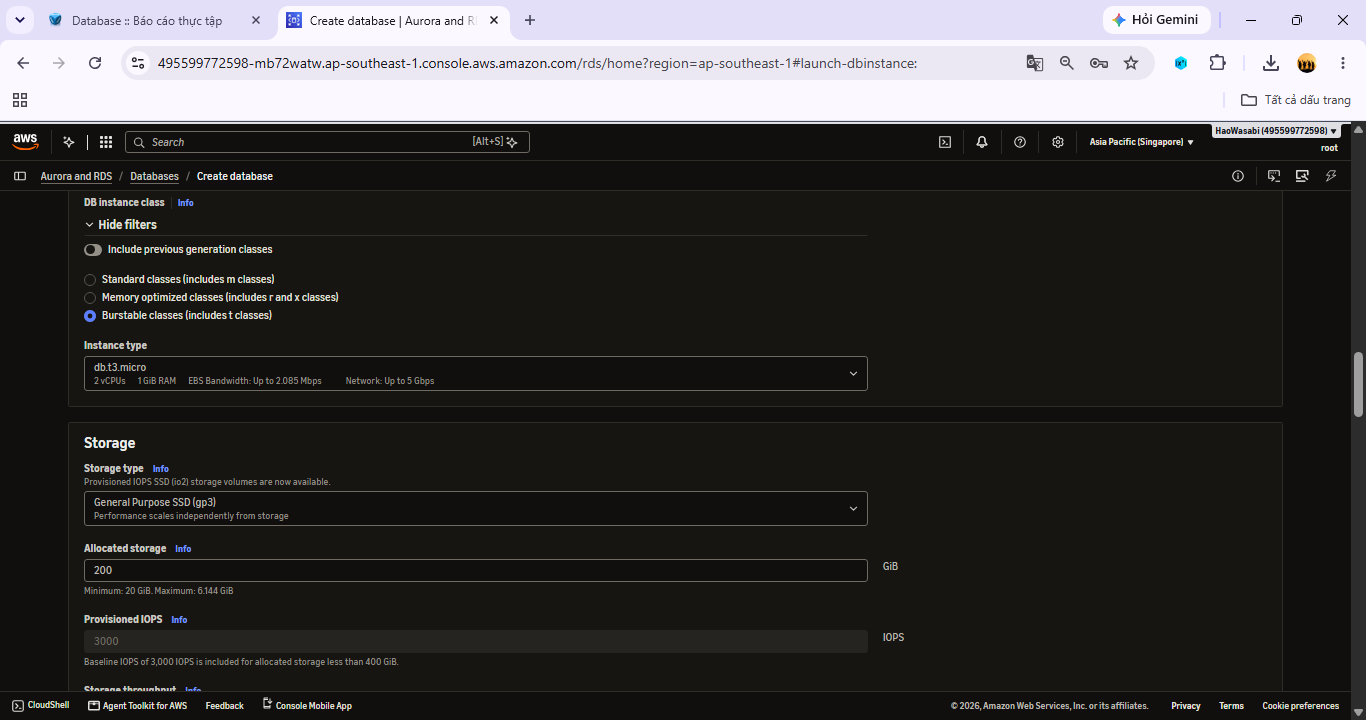 Database :: Báo cáo thực tập
Create database | Aurora and RD
Hỏi Gemini
495599772598-mb72watw.ap-southeast-1.console.aws.amazon.com/rds/home?region=ap-southeast-1#launch-dbinstance:
Tất cả dấu trang
aws
Search
[Alt+S]
Asia Pacific (Singapore)
HaoWasabi (495599772598)
root
Aurora and RDS / Databases / Create database
DB instance class Info
Hide filters
Include previous generation classes
Standard classes (includes m classes)
Memory optimized classes (includes r and x classes)
Burstable classes (includes t classes)
Instance type
db.t3.micro
2 vCPUs 1 GiB RAM EBS Bandwidth: Up to 2.085 Mbps Network: Up to 5 Gbps
Storage
Storage type Info
Provisioned IOPS SSD (io2) storage volumes are now available.
General Purpose SSD (gp3)
Performance scales independently from storage
Allocated storage Info
200
GiB
Minimum: 20 GiB. Maximum: 6.144 GiB
Provisioned IOPS Info
3000
IOPS
Baseline IOPS of 3,000 IOPS is included for allocated storage less than 400 GiB.
Storage throughput Info
CloudShell
Agent Toolkit for AWS
Feedback
Console Mobile App
© 2026, Amazon Web Services, Inc. or its affiliates.
Privacy
Terms
Cookie preferences